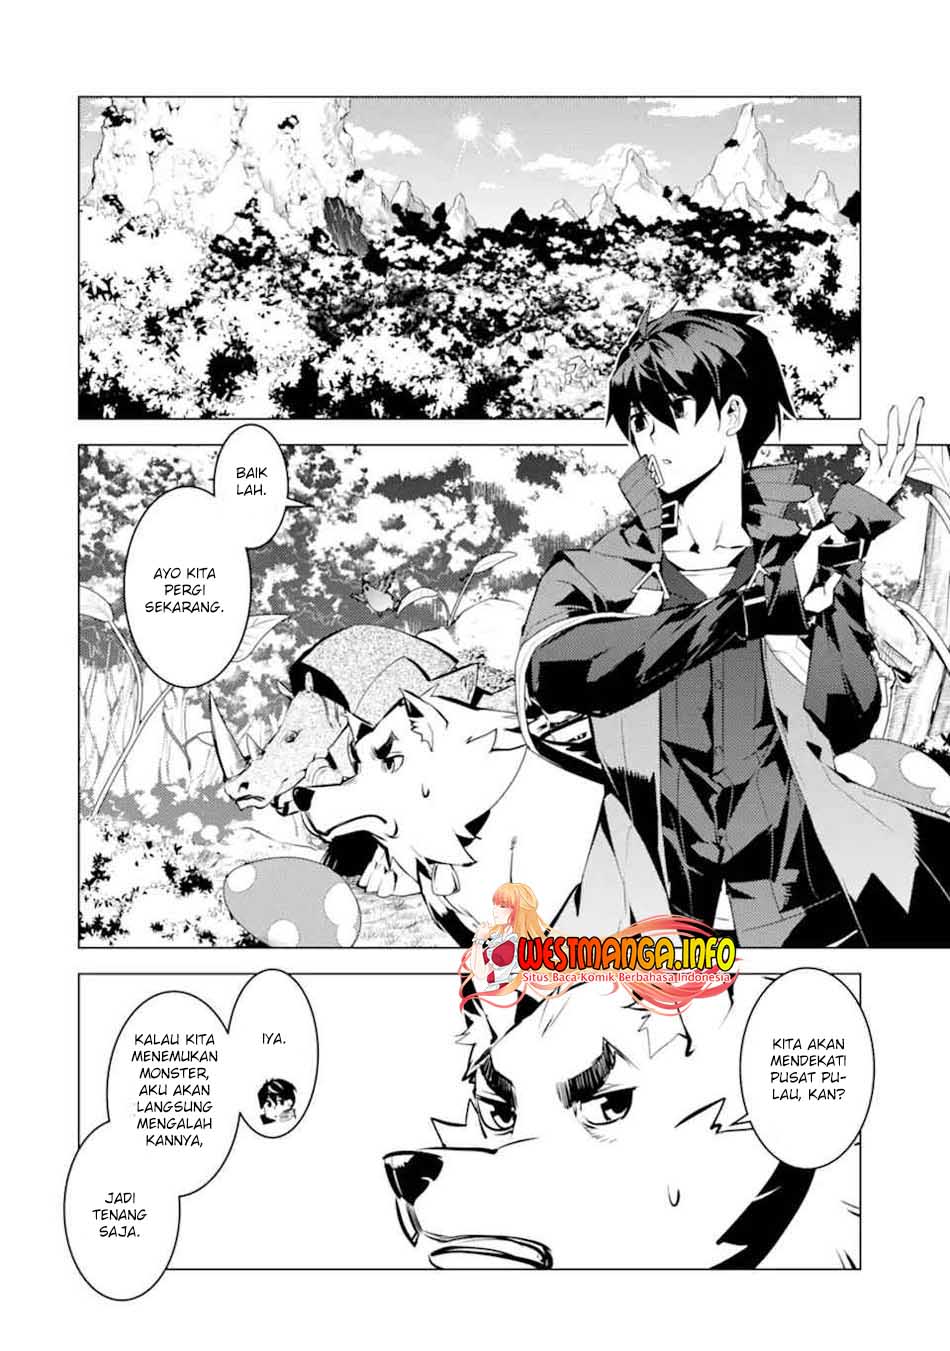 BAIK
LAH.
AYO KITA
PERGI
SEKARANG.
WESTMANGA.INFO
Situs Baca Komik Berbahasa Indonesia
KITA AKAN
MENDEKATI
PUSAT PU-
LAU, KAN?
IYA.
KALAU KITA
MENEMUKAN
MONSTER,
AKU AKAN
LANGSUNG
MENGALAH
KANNYA,
JADI
TENANG
SAJA.